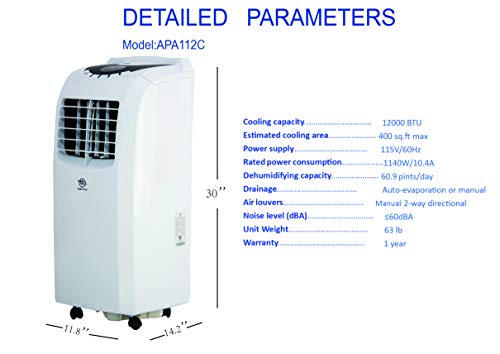 DETAILED PARAMETERS
Model:APA112C
Cooling capacity........................12000 BTU
Estimated cooling area................400 sq.ft max
Power supply............................115V/60Hz
Rated power consumption.........1140W/10.4A
Dehumidifying capacity...............60.9 pints/day
Drainage..................................Auto-evaporation or manual
Air louvers................................Manual 2-way directional
Noise level (dBA).......................≤60dBA
Unit Weight..............................63 lb
Warranty..................................1 year
30’’
11.8’’
14.2’’